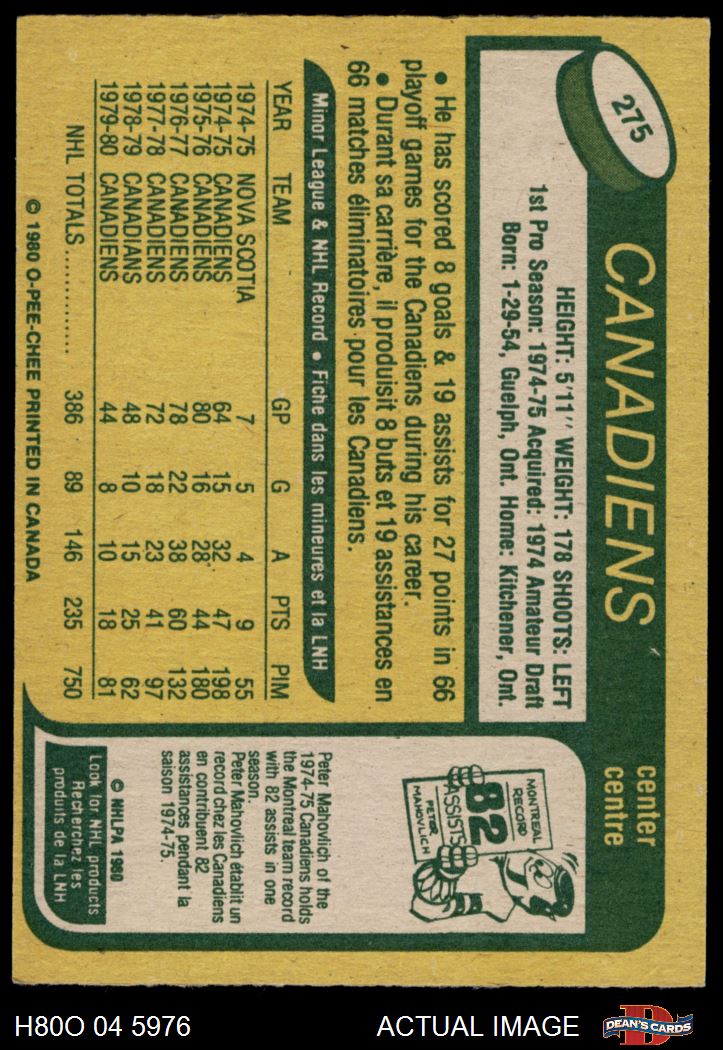 275
CANADIENS
center
centre
HEIGHT: 5'11'' WEIGHT: 178 SHOOTS: LEFT
1st Pro Season: 1974-75 Acquired: 1974 Amateur Draft
Born: 1-29-54, Guelph, Ont. Home: Kitchener, Ont.
• He has scored 8 goals & 19 assists for 27 points in 66
playoff games for the Canadiens during his career.
• Durant sa carrière, il produisit 8 buts et 19 assistances en
66 matches éliminatoires pour les Canadiens.
Minor League & NHL Record • Fiche dans les mineures et la LNH
YEAR TEAM GP G A PTS PIM
1974-75 NOVA SCOTIA 7 5 4 9 55
1974-75 CANADIENS 64 15 32 47 198
1975-76 CANADIENS 80 16 28 44 180
1976-77 CANADIENS 78 22 38 60 132
1977-78 CANADIENS 72 18 23 41 97
1978-79 CANADIANS 48 10 15 25 62
1979-80 CANADIENS 44 8 10 18 81
NHL TOTALS.............. 386 89 146 235 750
© 1980 O-PEE-CHEE PRINTED IN CANADA
MONTREAL
RECORD
82
ASSISTS
PETER
MAHOVLICH
Peter Mahovlich of the
1974-75 Canadiens holds
the Montreal team record
with 82 assists in one
season.
Peter Mahovlich établit un
record chez les Canadiens
en contribuent 82
assistances pendant la
saison 1974-75.
© NHLPA 1980
Look for NHL products
Recherchez les
produits de la LNH
H80O 04 5976
ACTUAL IMAGE
D
DEAN'S CARDS